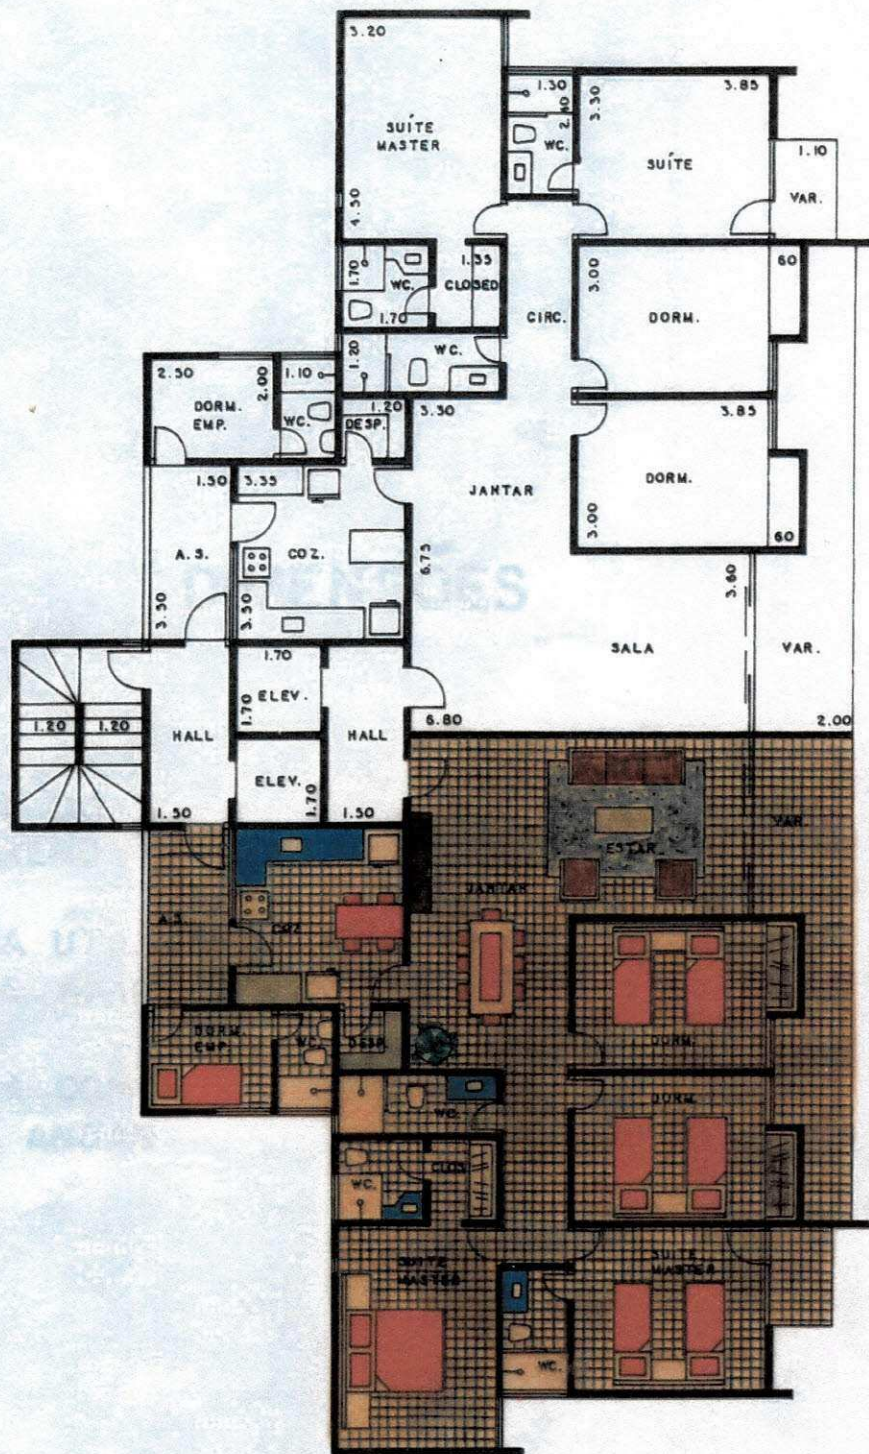 3.20
SUÍTE
MASTER
4.50
1.30
2.40
WC.
3.30
3.85
SUÍTE
1.10
VAR.
1.70
WC.
1.70
1.35
CLOSED
CIRC.
3.00
DORM.
60
1.20
WC.
2.50
DORM.
EMP.
2.00
1.10
WC.
1.20
DESP.
3.30
JANTAR
6.75
3.85
DORM.
3.00
60
1.50
A.S.
3.50
3.35
COZ.
3.50
3.60
SALA
VAR.
6.80
2.00
1.20
1.20
HALL
1.50
1.70
ELEV.
1.70
ELEV.
1.70
HALL
1.50
ESTAR
VAR.
JANTAR
A.S.
COZ
DORM.
EMP.
WC.
DESP.
DORM.
WC.
DORM.
CLOS.
WC.
SUÍTE
MASTER
SUÍTE
MASTER
WC.